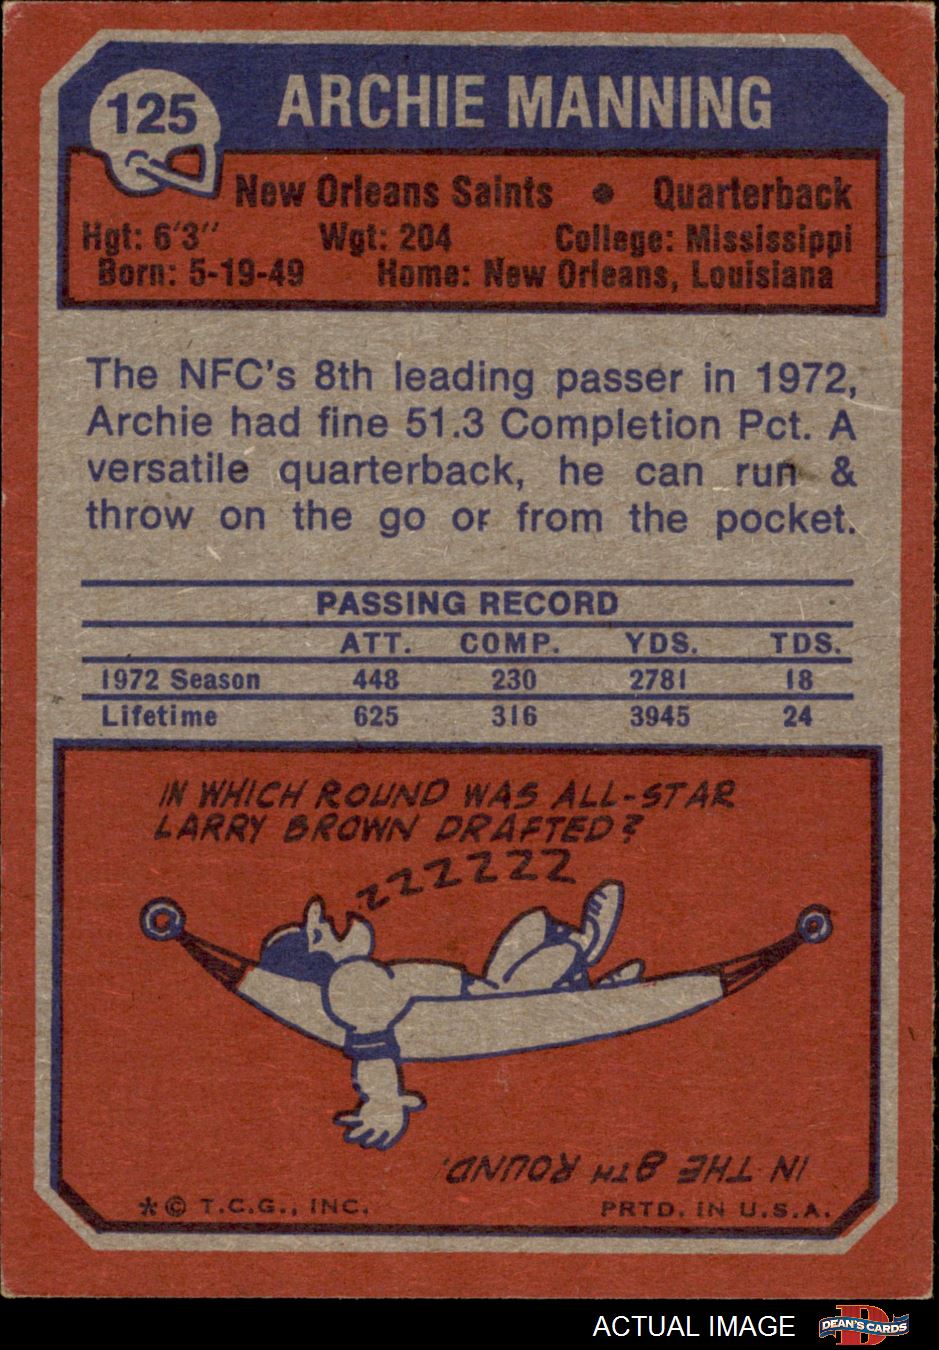 125
ARCHIE MANNING
New Orleans Saints • Quarterback
Hgt: 6'3" Wgt: 204 College: Mississippi
Born: 5-19-49 Home: New Orleans, Louisiana
The NFC's 8th leading passer in 1972,
Archie had fine 51.3 Completion Pct. A
versatile quarterback, he can run &
throw on the go or from the pocket.
PASSING RECORD
ATT. COMP. YDS. TDS.
1972 Season 448 230 2781 18
Lifetime 625 316 3945 24
IN WHICH ROUND WAS ALL-STAR
LARRY BROWN DRAFTED?
ZZZZZZZ
IN THE 8TH ROUND.
*© T.C.G., INC. PRTD. IN U.S.A.
ACTUAL IMAGE
D
DEAN'S CARDS